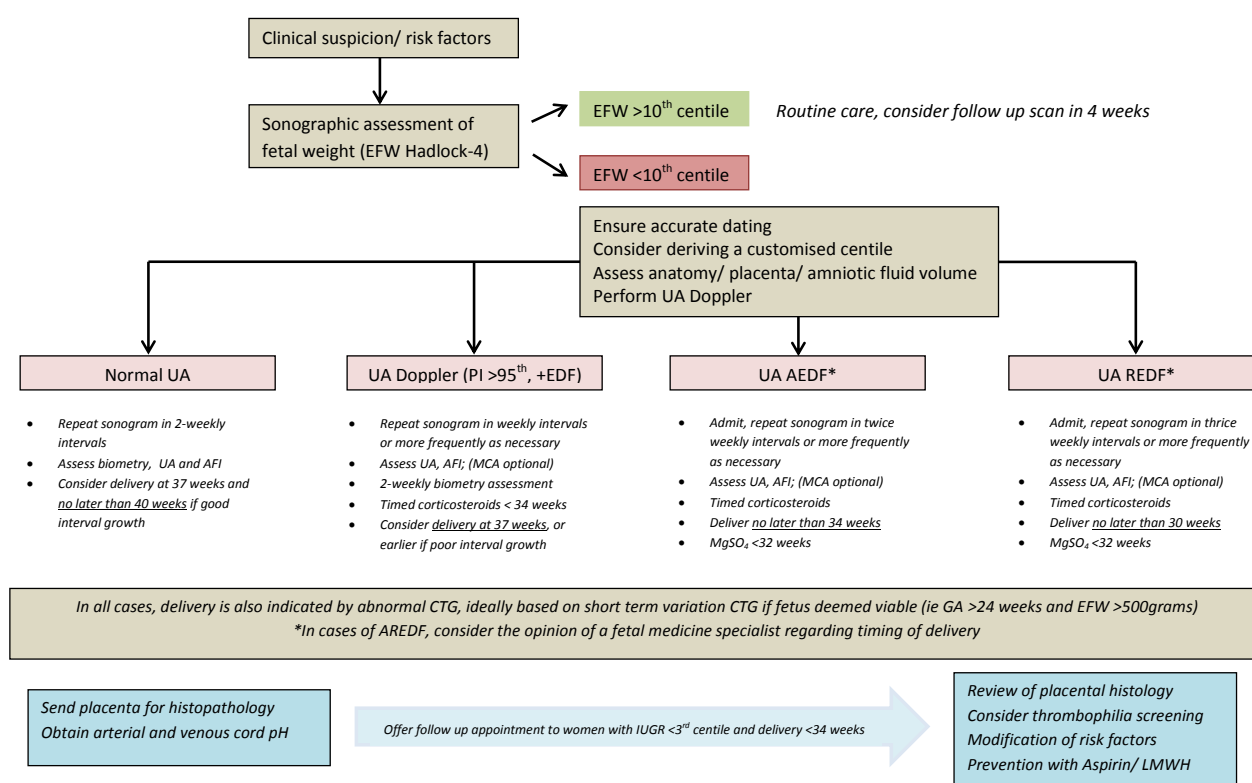 Clinical suspicion/ risk factors
Sonographic assessment of
fetal weight (EFW Hadlock-4)
EFW >10th centile
Routine care, consider follow up scan in 4 weeks
EFW <10th centile
Ensure accurate dating
Consider deriving a customised centile
Assess anatomy/ placenta/ amniotic fluid volume
Perform UA Doppler
Normal UA
• Repeat sonogram in 2-weekly
intervals
• Assess biometry, UA and AFI
• Consider delivery at 37 weeks and
no later than 40 weeks if good
interval growth
UA Doppler (PI >95th, +EDF)
• Repeat sonogram in weekly intervals
or more frequently as necessary
• Assess UA, AFI; (MCA optional)
• 2-weekly biometry assessment
• Timed corticosteroids < 34 weeks
• Consider delivery at 37 weeks, or
earlier if poor interval growth
UA AEDF*
• Admit, repeat sonogram in twice
weekly intervals or more frequently
as necessary
• Assess UA, AFI; (MCA optional)
• Timed corticosteroids
• Deliver no later than 34 weeks
• MgSO4 <32 weeks
UA REDF*
• Admit, repeat sonogram in thrice
weekly intervals or more frequently
as necessary
• Assess UA, AFI; (MCA optional)
• Timed corticosteroids
• Deliver no later than 30 weeks
• MgSO4 <32 weeks
In all cases, delivery is also indicated by abnormal CTG, ideally based on short term variation CTG if fetus deemed viable (ie GA >24 weeks and EFW >500grams)
*In cases of AREDF, consider the opinion of a fetal medicine specialist regarding timing of delivery
Send placenta for histopathology
Obtain arterial and venous cord pH
Offer follow up appointment to women with IUGR <3rd centile and delivery <34 weeks
Review of placental histology
Consider thrombophilia screening
Modification of risk factors
Prevention with Aspirin/ LMWH